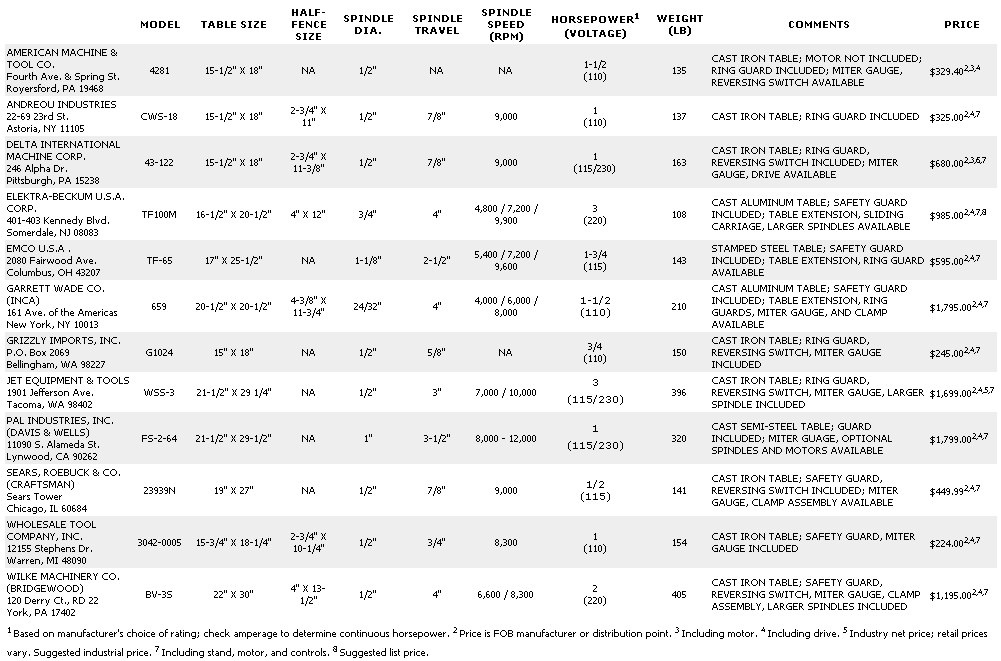 MODEL TABLE SIZE HALF-FENCE SIZE SPINDLE DIA. SPINDLE TRAVEL SPINDLE SPEED (RPM) HORSEPOWER¹ (VOLTAGE) WEIGHT (LB) COMMENTS PRICE
AMERICAN MACHINE & TOOL CO. Fourth Ave. & Spring St. Royersford, PA 19468 4281 15-1/2" X 18" NA 1/2" NA NA 1-1/2 (110) 135 CAST IRON TABLE; MOTOR NOT INCLUDED; RING GUARD INCLUDED; MITER GAUGE, REVERSING SWITCH AVAILABLE $329.40²,³,⁴
ANDREOU INDUSTRIES 22-69 23rd St. Astoria, NY 11105 CWS-18 15-1/2" X 18" 2-3/4" X 11" 1/2" 7/8" 9,000 1 (110) 137 CAST IRON TABLE; RING GUARD INCLUDED $325.00²,⁴,⁷
DELTA INTERNATIONAL MACHINE CORP. 246 Alpha Dr. Pittsburgh, PA 15238 43-122 15-1/2" X 18" 2-3/4" X 11-3/8" 1/2" 7/8" 9,000 1 (115/230) 163 CAST IRON TABLE; RING GUARD, REVERSING SWITCH INCLUDED; MITER GAUGE, DRIVE AVAILABLE $680.00²,³,⁶,⁷
ELEKTRA-BECKUM U.S.A. CORP. 401-403 Kennedy Blvd. Somerdale, NJ 08083 TF100M 16-1/2" X 20-1/2" 4" X 12" 3/4" 4" 4,800 / 7,200 / 9,900 3 (220) 108 CAST ALUMINUM TABLE; SAFETY GUARD INCLUDED; TABLE EXTENSION, SLIDING CARRIAGE, LARGER SPINDLES AVAILABLE $985.00²,⁴,⁷,⁸
EMCO U.S.A . 2080 Fairwood Ave. Columbus, OH 43207 TF-65 17" X 25-1/2" NA 1-1/8" 2-1/2" 5,400 / 7,200 / 9,600 1-3/4 (115) 143 STAMPED STEEL TABLE; SAFETY GUARD INCLUDED; TABLE EXTENSION, RING GUARD AVAILABLE $595.00²,⁴,⁷
GARRETT WADE CO. (INCA) 161 Ave. of the Americas New York, NY 10013 659 20-1/2" X 20-1/2" 4-3/8" X 11-3/4" 24/32" 4" 4,000 / 6,000 / 8,000 1-1/2 (110) 210 CAST ALUMINUM TABLE; SAFETY GUARD INCLUDED; TABLE EXTENSION, RING GUARDS, MITER GAUGE, AND CLAMP AVAILABLE $1,795.00²,⁴,⁷
GRIZZLY IMPORTS, INC. P.O. Box 2069 Bellingham, WA 98227 G1024 15" X 18" NA 1/2" 5/8" NA 3/4 (110) 150 CAST IRON TABLE; RING GUARD, REVERSING SWITCH, MITER GAUGE INCLUDED $245.00²,⁴,⁷
JET EQUIPMENT & TOOLS 1901 Jefferson Ave. Tacoma, WA 98402 WSS-3 21-1/2" X 29 1/4" NA 1/2" 3" 7,000 / 10,000 3 (115/230) 396 CAST IRON TABLE; RING GUARD, REVERSING SWITCH, MITER GAUGE, LARGER SPINDLE INCLUDED $1,699.00²,⁴,⁵,⁷
PAL INDUSTRIES, INC. (DAVIS & WELLS) 11090 S. Alameda St. Lynwood, CA 90262 FS-2-64 21-1/2" X 29-1/2" NA 1" 3-1/2" 8,000 - 12,000 1 (115/230) 320 CAST SEMI-STEEL TABLE; GUARD INCLUDED; MITER GUAGE, OPTIONAL SPINDLES AND MOTORS AVAILABLE $1,799.00²,⁴,⁷
SEARS, ROEBUCK & CO. (CRAFTSMAN) Sears Tower Chicago, IL 60684 23939N 19" X 27" NA 1/2" 7/8" 9,000 1/2 (115) 141 CAST IRON TABLE; SAFETY GUARD, REVERSING SWITCH INCLUDED; MITER GAUGE, CLAMP ASSEMBLY AVAILABLE $449.99²,⁴,⁷
WHOLESALE TOOL COMPANY, INC. 12155 Stephens Dr. Warren, MI 48090 3042-0005 15-3/4" X 18-1/4" 2-3/4" X 10-1/4" 1/2" 3/4" 8,300 1 (110) 154 CAST IRON TABLE; SAFETY GUARD, MITER GAUGE INCLUDED $224.00²,⁴,⁷
WILKE MACHINERY CO. (BRIDGEWOOD) 120 Derry Ct., RD 22 York, PA 17402 BV-3S 22" X 30" 4" X 13-1/2" 1/2" 4" 6,600 / 8,300 2 (220) 405 CAST IRON TABLE; SAFETY GUARD, REVERSING SWITCH, MITER GAUGE, CLAMP ASSEMBLY, LARGER SPINDLES INCLUDED $1,195.00²,⁴,⁷
¹ Based on manufacturer's choice of rating; check amperage to determine continuous horsepower. ² Price is FOB manufacturer or distribution point. ³ Including motor. ⁴ Including drive. ⁵ Industry net price; retail prices
vary. Suggested industrial price. ⁷ Including stand, motor, and controls. ⁸ Suggested list price.